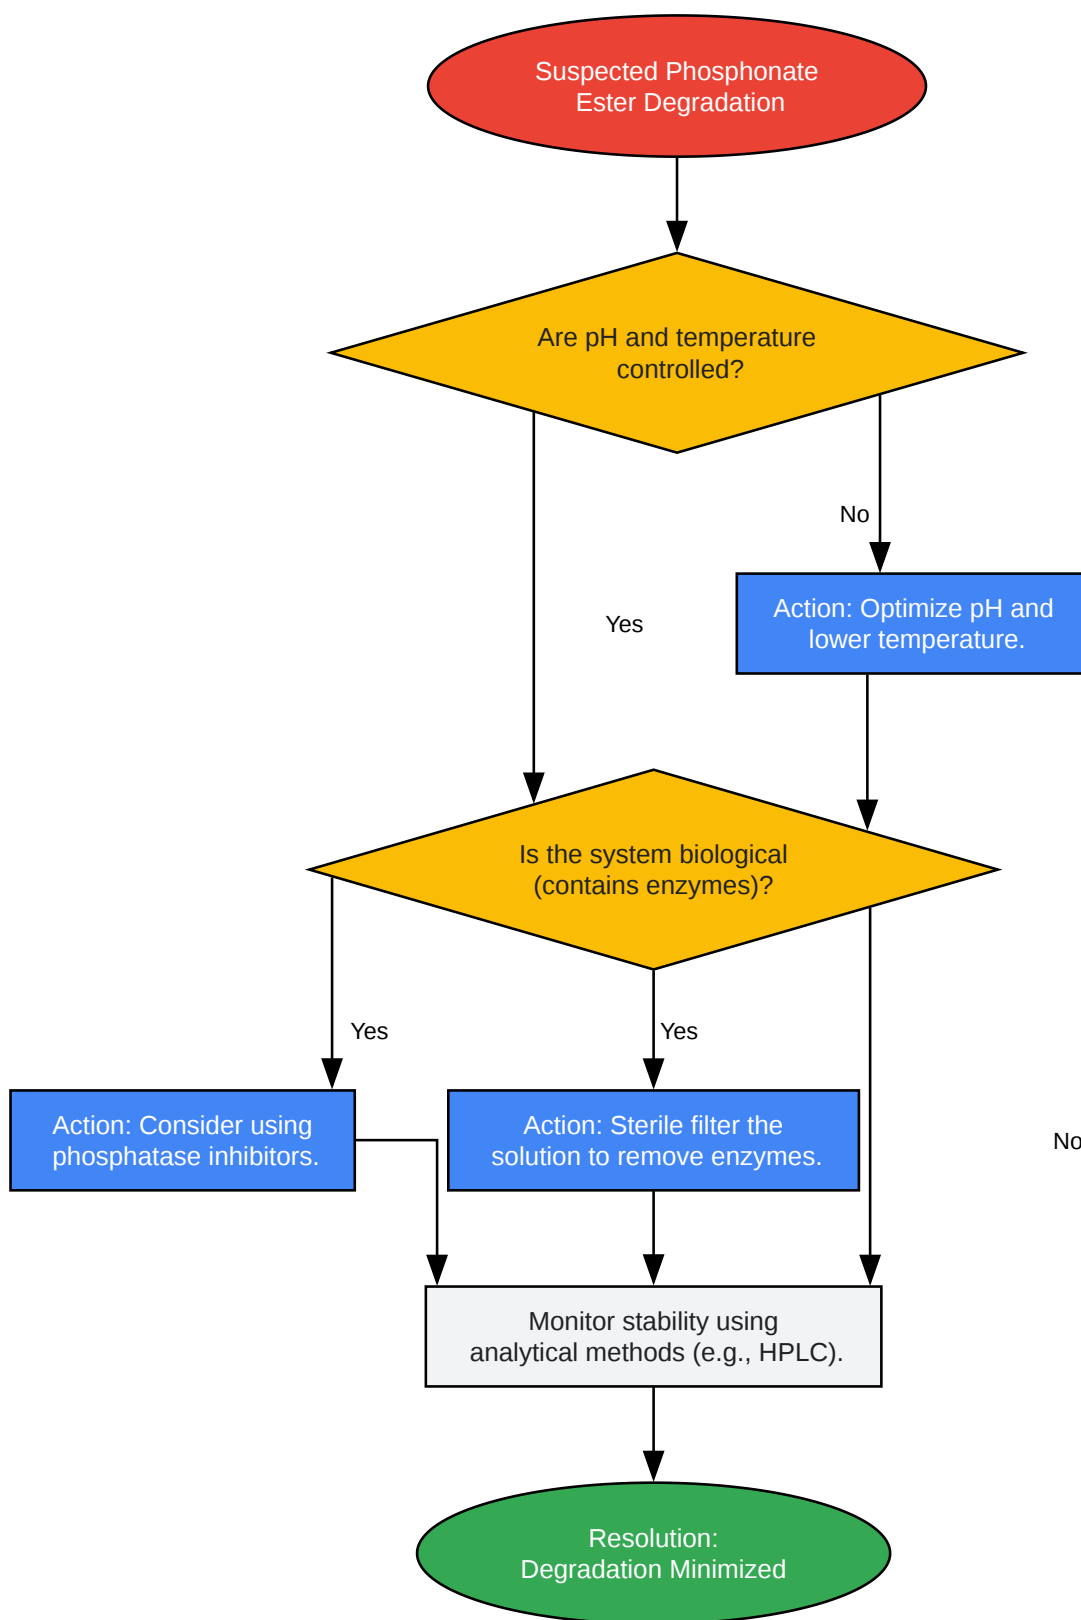 Suspected Phosphonate
Ester Degradation
Are pH and temperature
controlled?
No
Action: Optimize pH and
lower temperature.
Yes
Is the system biological
(contains enzymes)?
Yes
Yes
Action: Consider using
phosphatase inhibitors.
Action: Sterile filter the
solution to remove enzymes.
No
Monitor stability using
analytical methods (e.g., HPLC).
Resolution:
Degradation Minimized